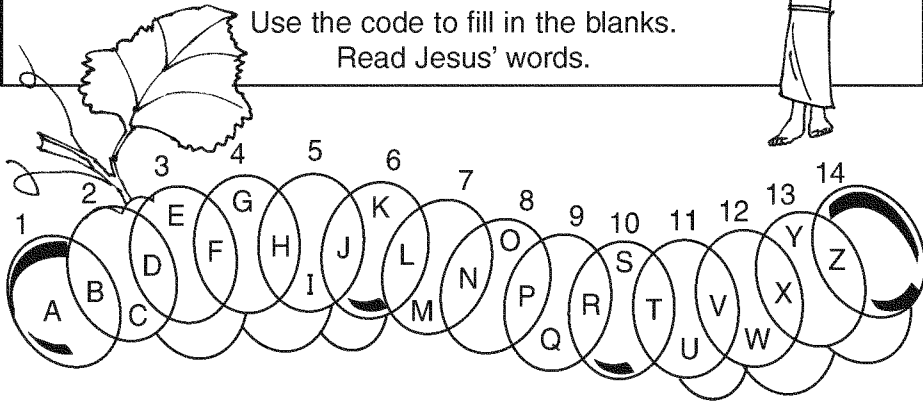 Use the code to fill in the blanks.
Read Jesus' words.
1 2 3 4 5 6 7 8 9 10 11 12 13 14
A B C D E F G H I J K L M N O P Q R S T U V W X Y Z